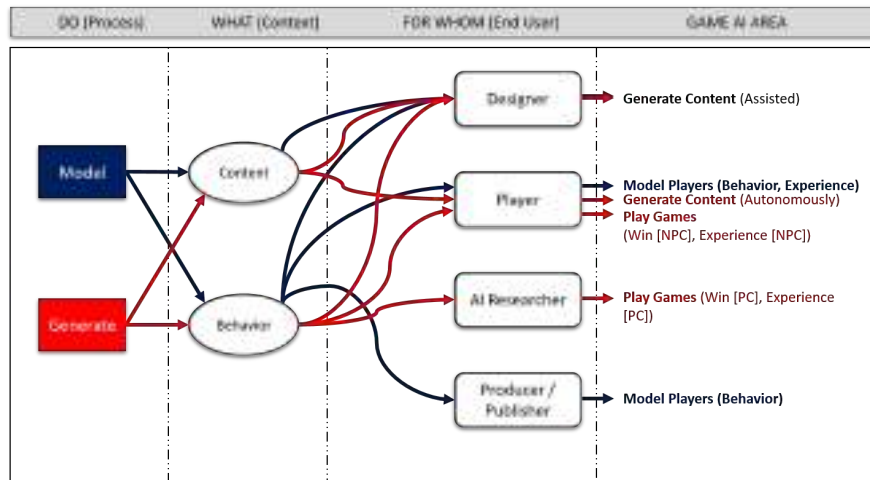 DO (Process)
WHAT (Content)
FOR WHOM (End User)
GAME AI AREA
Designer
Generate Content (Assisted)
Model
Content
Player
Model Players (Behavior, Experience)
Generate Content (Autonomously)
Play Games
(Win [NPC], Experience [NPC])
Generate
Behavior
AI Researcher
Play Games (Win [PC], Experience
[PC])
Producer /
Publisher
Model Players (Behavior)